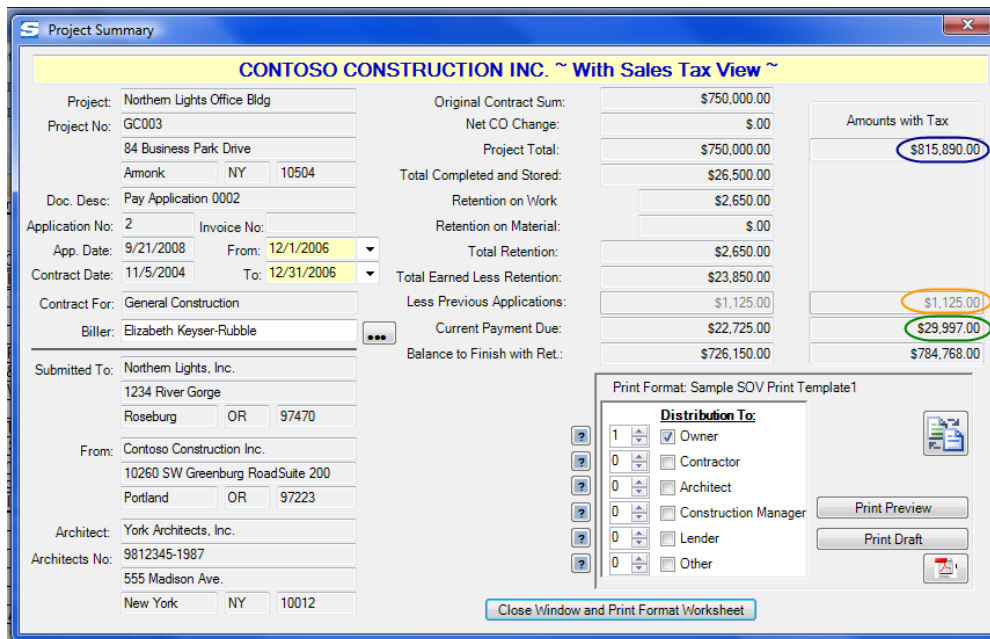 Project Summary
CONTOSO CONSTRUCTION INC. ~ With Sales Tax View ~
Project: Northern Lights Office Bldg
Project No: GC003
84 Business Park Drive
Armonk NY 10504
Doc. Desc: Pay Application 0002
Application No: 2 Invoice No:
App. Date: 9/21/2008 From: 12/1/2006
Contract Date: 11/5/2004 To: 12/31/2006
Contract For: General Construction
Biller: Elizabeth Keyser-Rubble ...
Submitted To: Northern Lights, Inc.
1234 River Gorge
Roseburg OR 97470
From: Contoso Construction Inc.
10260 SW Greenburg RoadSuite 200
Portland OR 97223
Architect: York Architects, Inc.
Architects No: 9812345-1987
555 Madison Ave.
New York NY 10012
Original Contract Sum: $750,000.00
Net CO Change: $.00 Amounts with Tax
Project Total: $750,000.00 $815,890.00
Total Completed and Stored: $26,500.00
Retention on Work $2,650.00
Retention on Material: $.00
Total Retention: $2,650.00
Total Earned Less Retention: $23,850.00
Less Previous Applications: $1,125.00 $1,125.00
Current Payment Due: $22,725.00 $29,997.00
Balance to Finish with Ret.: $726,150.00 $784,768.00
Print Format: Sample SOV Print Template1
Distribution To:
? 1 Owner
? 0 Contractor
? 0 Architect
? 0 Construction Manager
? 0 Lender
? 0 Other
Print Preview
Print Draft
Close Window and Print Format Worksheet